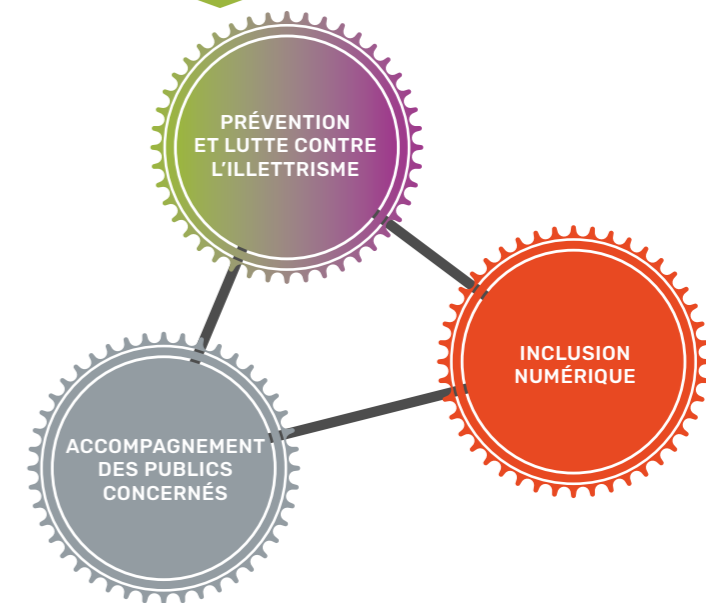 PRÉVENTION
ET LUTTE CONTRE
L'ILLETTRISME
INCLUSION
NUMÉRIQUE
ACCOMPAGNEMENT
DES PUBLICS
CONCERNÉS